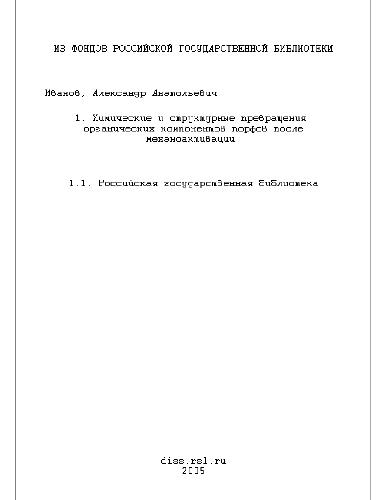 ИЗ ФОНДОВ РОССИЙСКОЙ ГОСУДАРСТВЕННОЙ БИБЛИОТЕКИ
Иванов, Александр Анатольевич
1. Химические и структурные превращения
органических компонентов торфов после
механоактивации
1.1. Российская государственная библиотека
diss.rsl.ru
2005